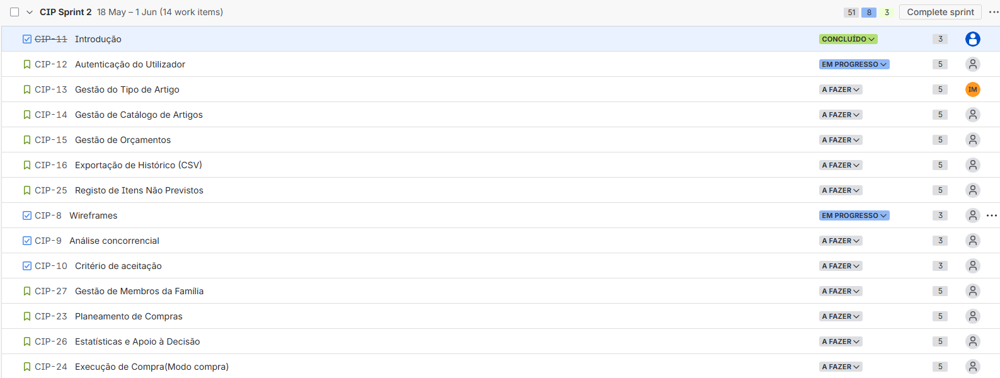 CIP Sprint 2 18 May – 1 Jun (14 work items) 51 8 3 Complete sprint
CIP-11 Introdução CONCLUÍDO 3
CIP-12 Autenticação do Utilizador EM PROGRESSO 5
CIP-13 Gestão do Tipo de Artigo A FAZER 5 IM
CIP-14 Gestão de Catálogo de Artigos A FAZER 5
CIP-15 Gestão de Orçamentos A FAZER 5
CIP-16 Exportação de Histórico (CSV) A FAZER 5
CIP-25 Registo de Itens Não Previstos A FAZER 5
CIP-8 Wireframes EM PROGRESSO 3
CIP-9 Análise concorrencial A FAZER 3
CIP-10 Critério de aceitação A FAZER 3
CIP-27 Gestão de Membros da Família A FAZER 5
CIP-23 Planeamento de Compras A FAZER 5
CIP-26 Estatísticas e Apoio à Decisão A FAZER 5
CIP-24 Execução de Compra(Modo compra) A FAZER 5